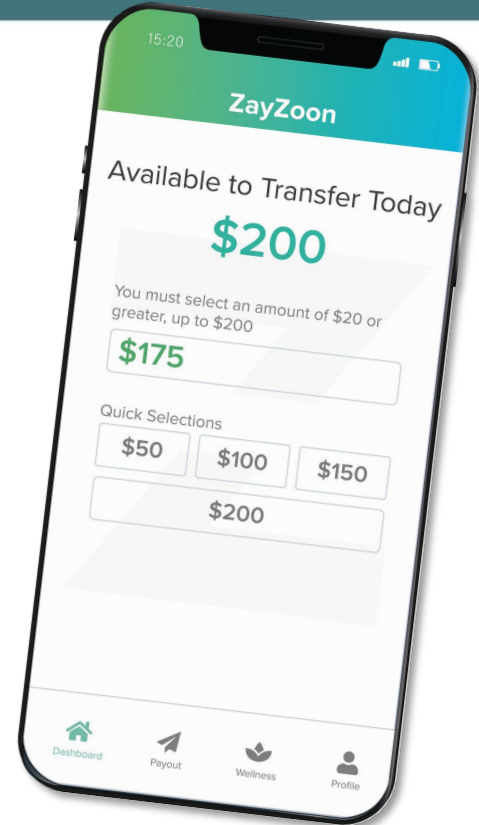 15:20
ZayZoon
Available to Transfer Today
$200
You must select an amount of $20 or
greater, up to $200
$175
Quick Selections
$50 $100 $150
$200
Dashboard Payout Wellness Profile